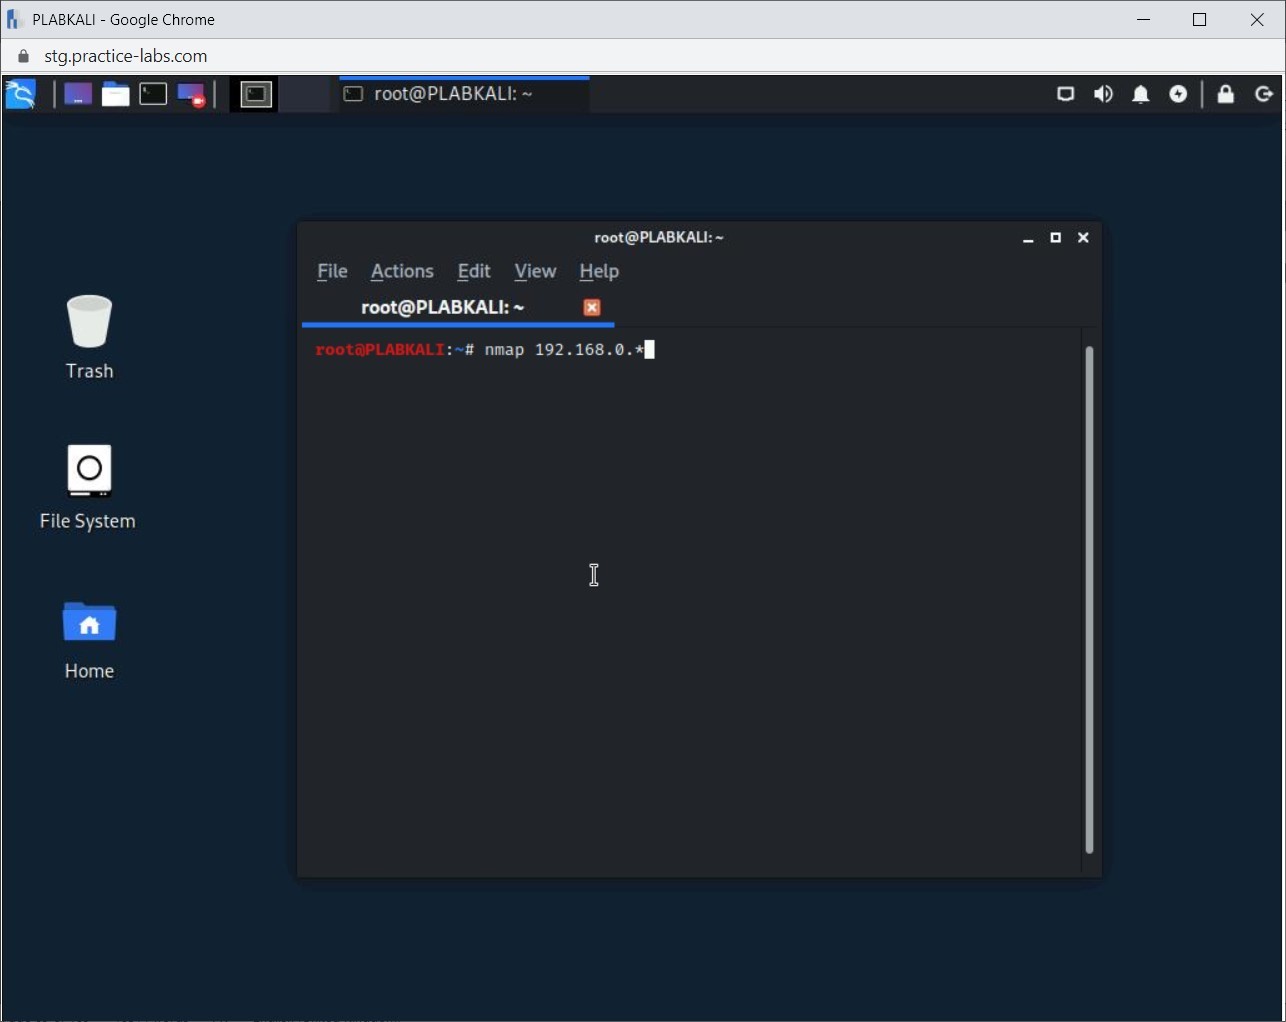 PLABKALI - Google Chrome
stg.practice-labs.com
root@PLABKALI: ~
root@PLABKALI: ~
File Actions Edit View Help
root@PLABKALI: ~
root@PLABKALI:~# nmap 192.168.0.*
Trash
File System
Home